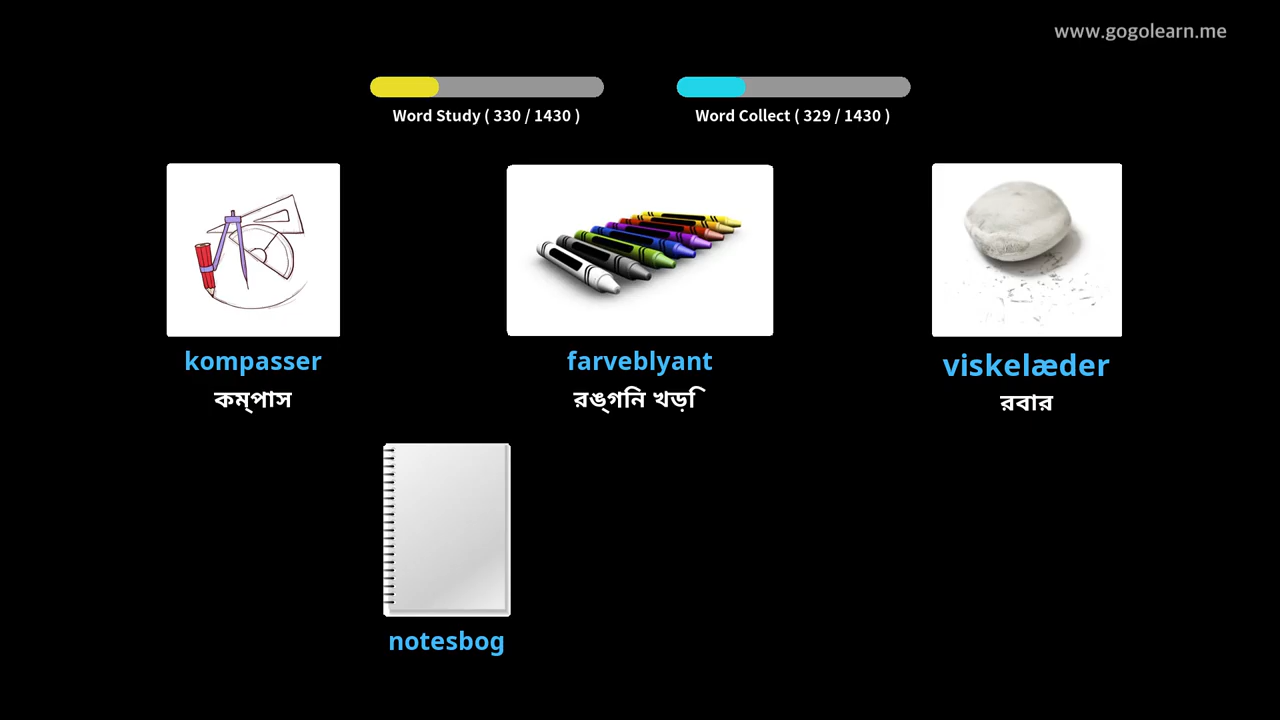 www.gogolearn.me
Word Study ( 330 / 1430 )
Word Collect ( 329 / 1430 )
kompasser
farveblyant
viskelæder
কম্পাস
রঙ্গিন খড়ি
রবার
notesbog